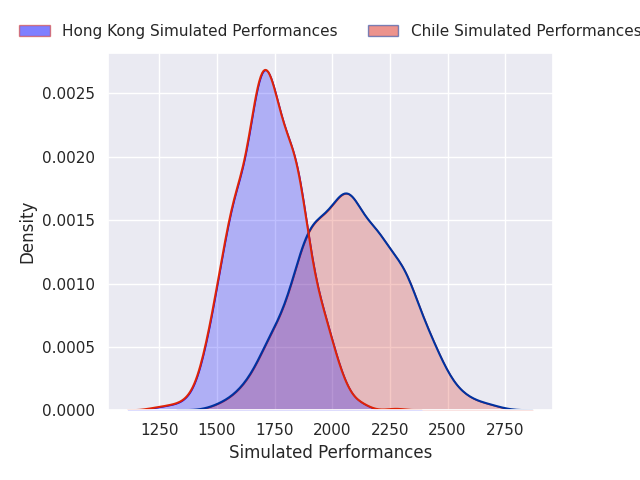 Hong Kong Simulated Performances Chile Simulated Performances
0.0025
0.0020
0.0015
0.0010
0.0005
0.0000
Density
1250 1500 1750 2000 2250 2500 2750
Simulated Performances